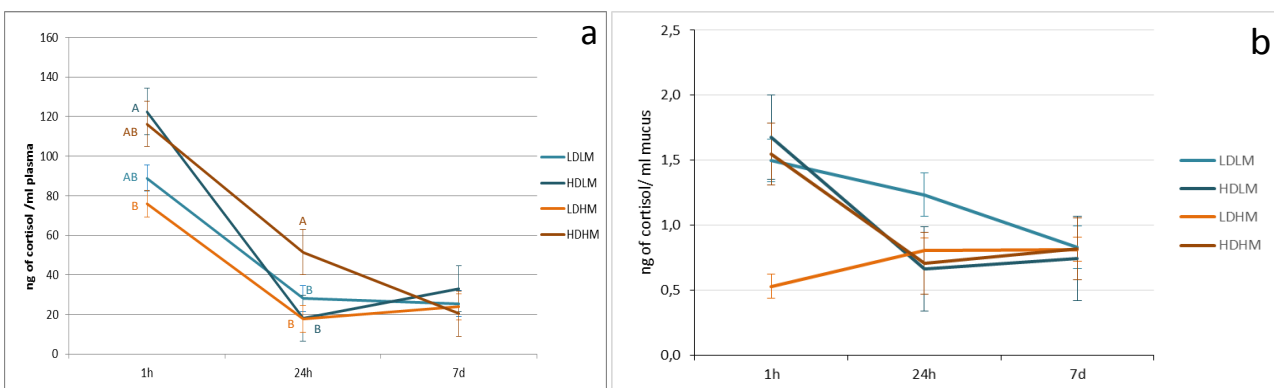 a
160
140
120
100
80
60
40
20
0
ng of cortisol /ml plasma
A
AB
AB
B
A
B
B
B
1h
24h
7d
LDLM
HDLM
LDHM
HDHM
b
2,5
2,0
1,5
1,0
0,5
0,0
ng of cortisol/ ml mucus
1h
24h
7d
LDLM
HDLM
LDHM
HDHM